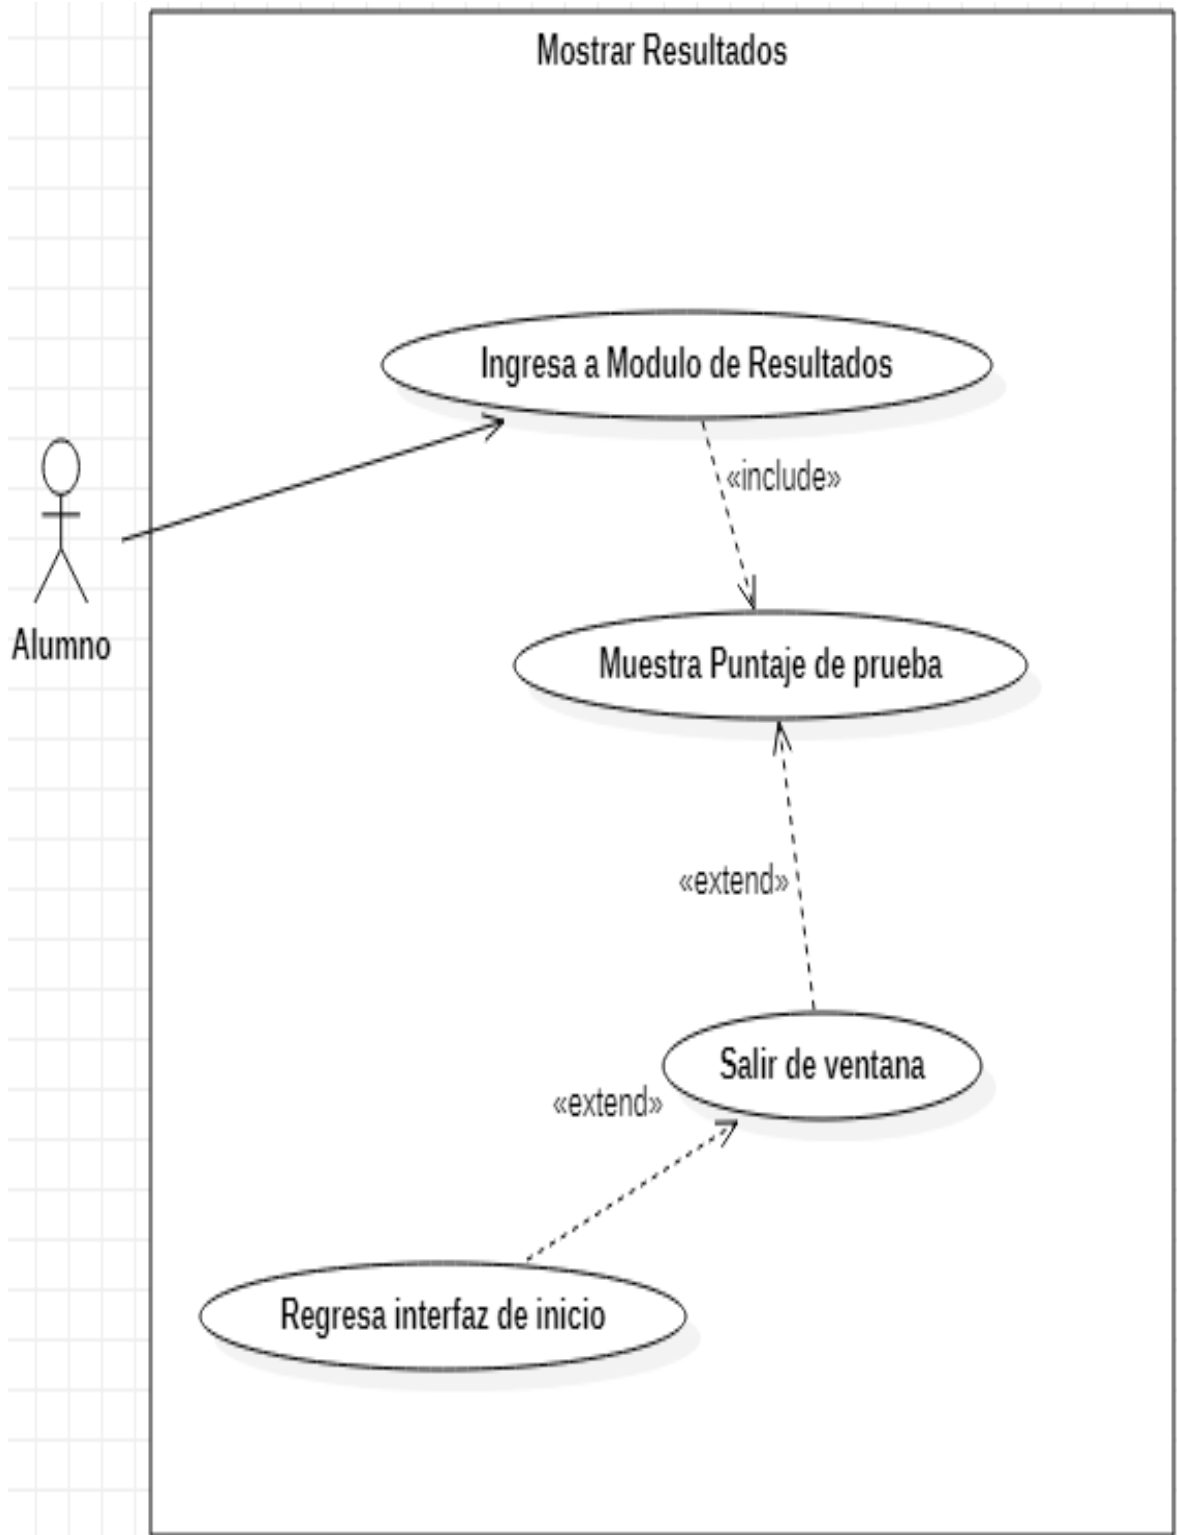 Mostrar Resultados
Ingresa a Modulo de Resultados
«include»
Alumno
Muestra Puntaje de prueba
«extend»
Salir de ventana
«extend»
Regresa interfaz de inicio